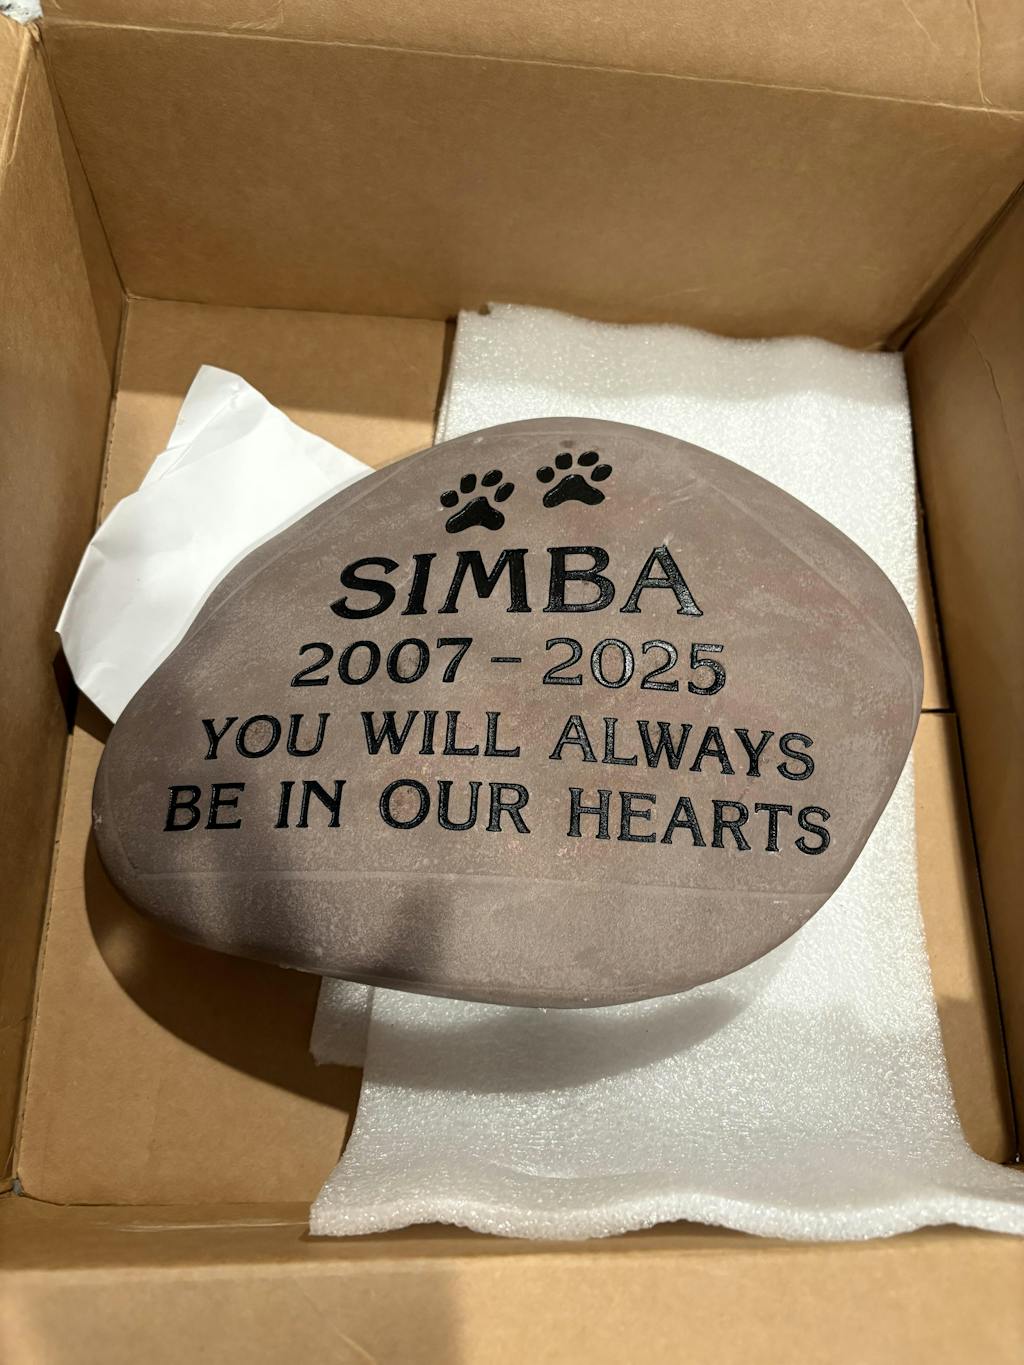 SIMBA
2007 - 2025
YOU WILL ALWAYS
BE IN OUR HEARTS